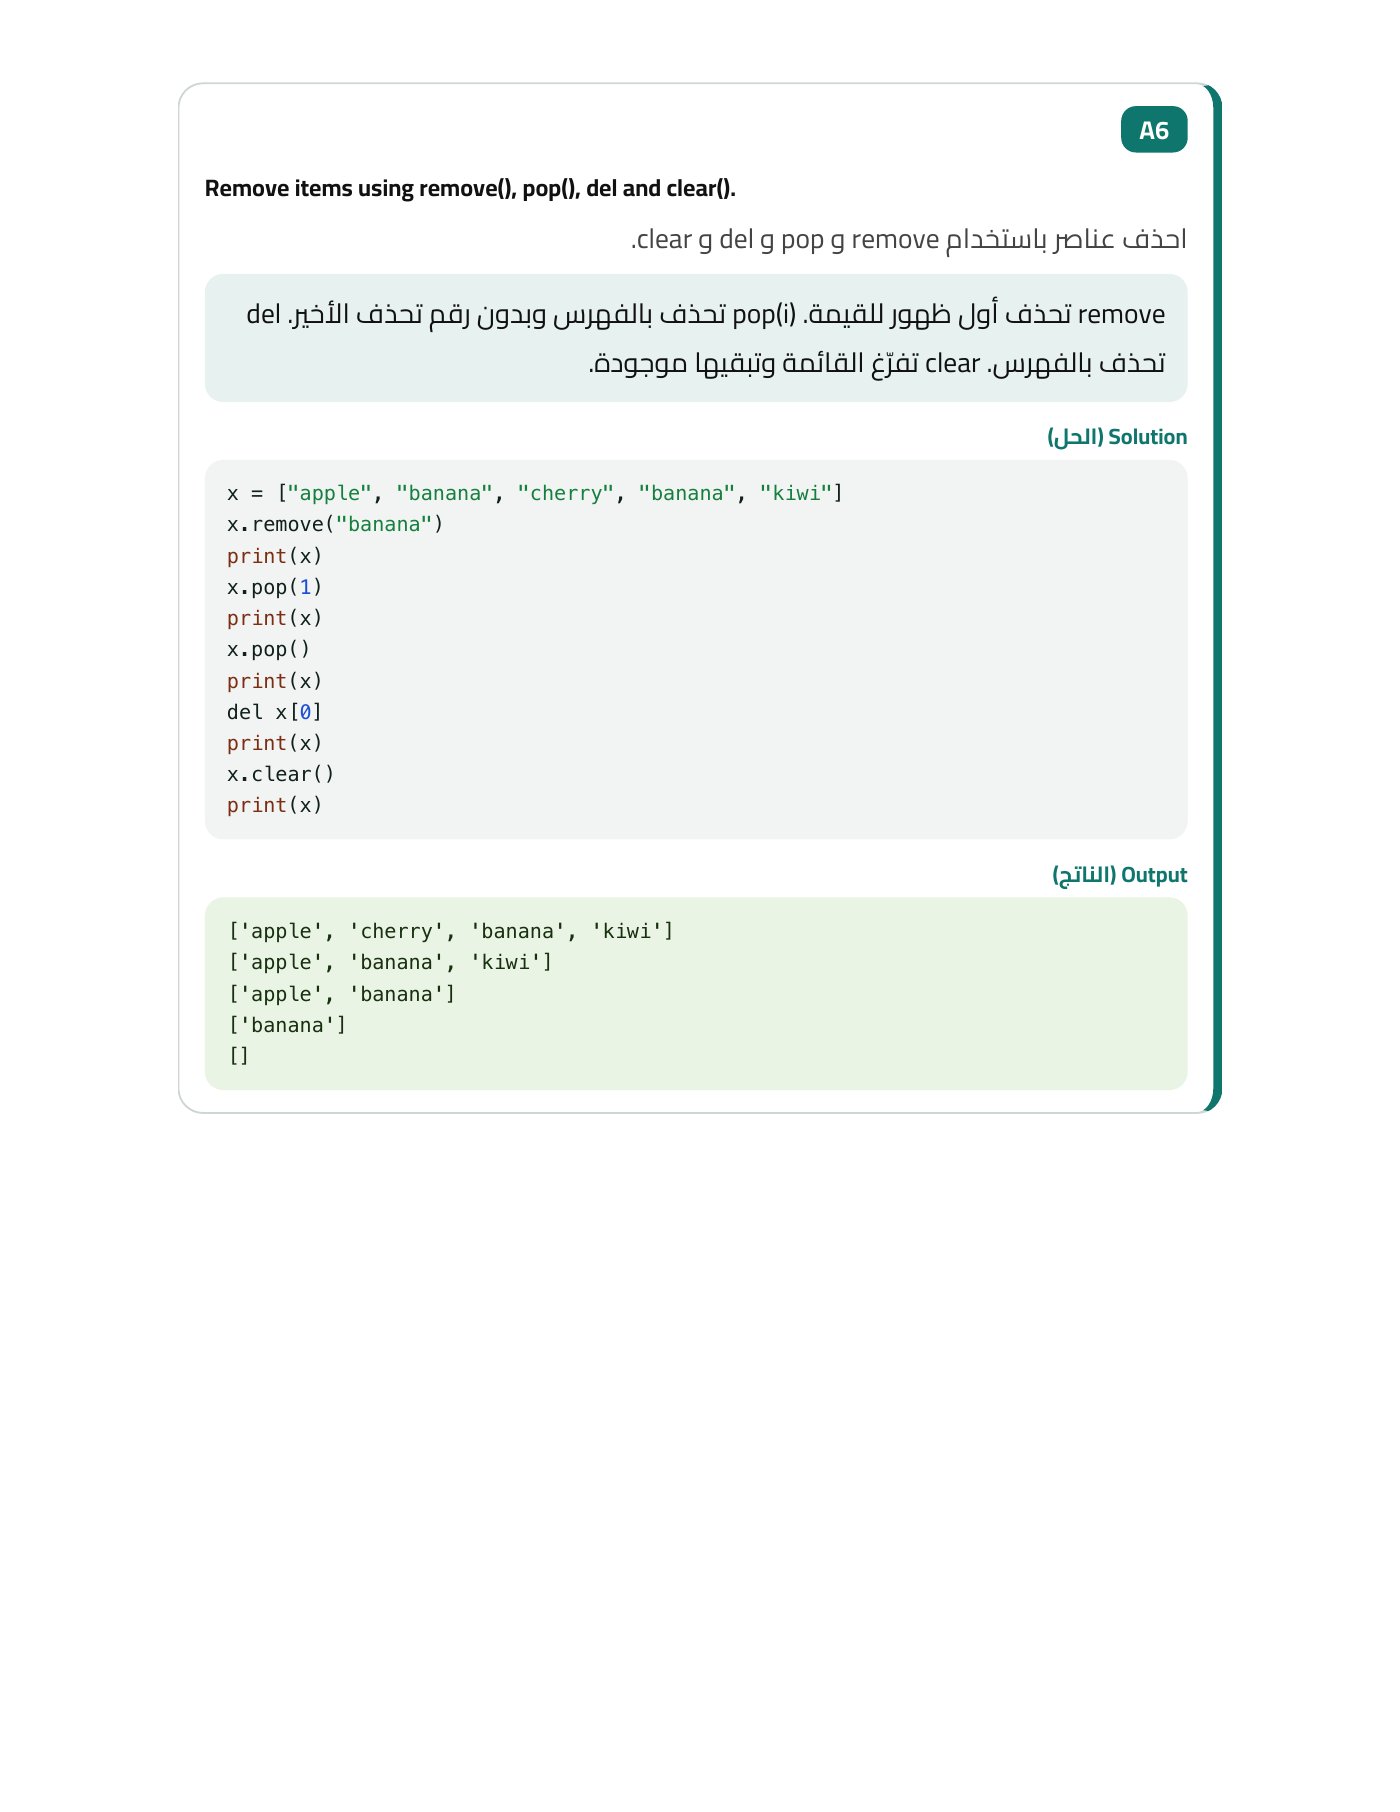 A6
Remove items using remove(), pop(), del and clear().
احذف عناصر باستخدام remove و pop و del و clear.
remove تحذف أول ظهور للقيمة. pop(i) تحذف بالفهرس وبدون رقم تحذف الأخير. del
تحذف بالفهرس. clear تفرّغ القائمة وتبقيها موجودة.
Solution (الحل)
x = ["apple", "banana", "cherry", "banana", "kiwi"]
x.remove("banana")
print(x)
x.pop(1)
print(x)
x.pop()
print(x)
del x[0]
print(x)
x.clear()
print(x)
Output (الناتج)
['apple', 'cherry', 'banana', 'kiwi']
['apple', 'banana', 'kiwi']
['apple', 'banana']
['banana']
[]